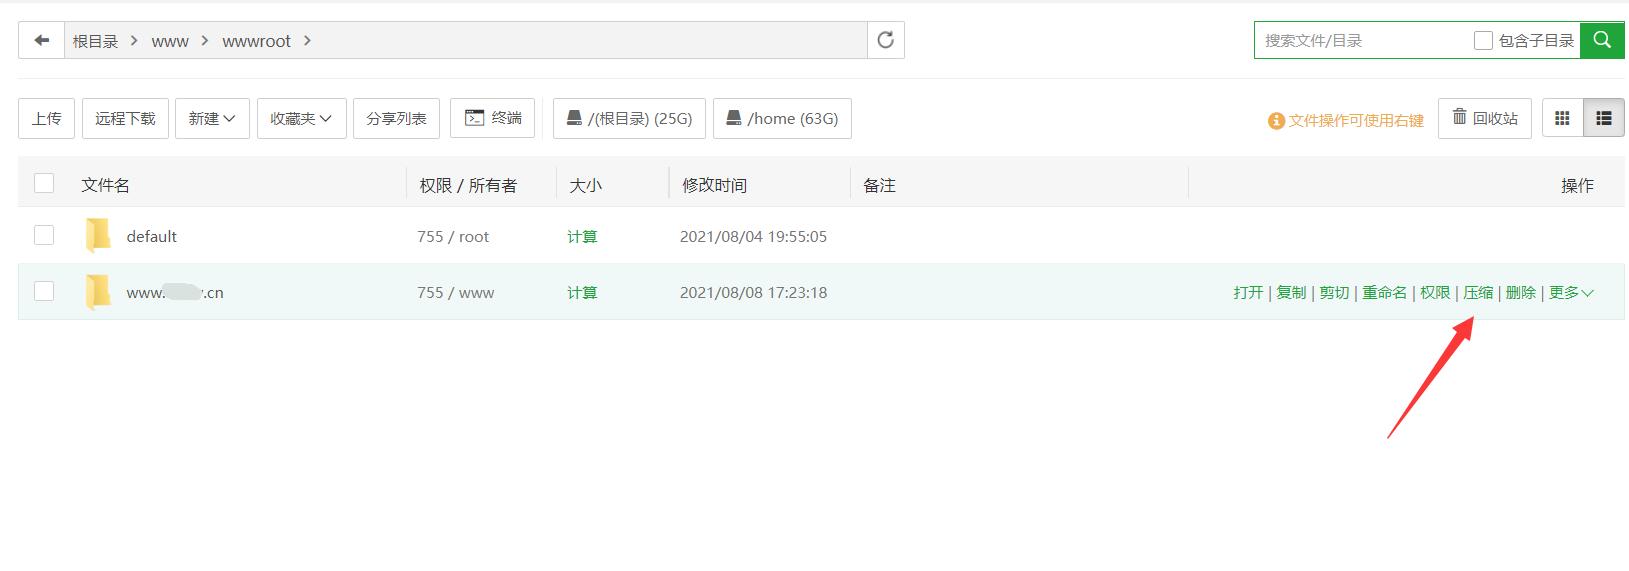 根目录 > www > wwwroot >
搜索文件/目录 包含子目录
上传 远程下载 新建 收藏夹 分享列表 终端 /(根目录) (25G) /home (63G) 文件操作可使用右键 回收站
文件名 权限 / 所有者 大小 修改时间 备注 操作
default 755 / root 计算 2021/08/04 19:55:05
www. .cn 755 / www 计算 2021/08/08 17:23:18 打开 | 复制 | 剪切 | 重命名 | 权限 | 压缩 | 删除 | 更多